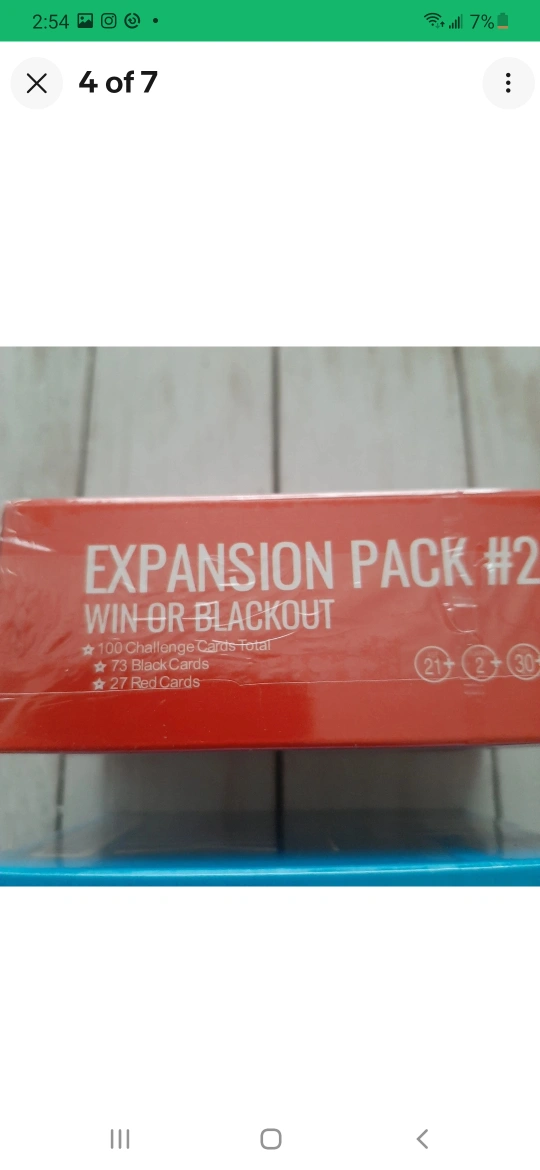 2:54
7%
4 of 7
EXPANSION PACK #2
WIN OR BLACKOUT
100 Challenge Cards Total
73 Black Cards
27 Red Cards
21+ 2+ 30+